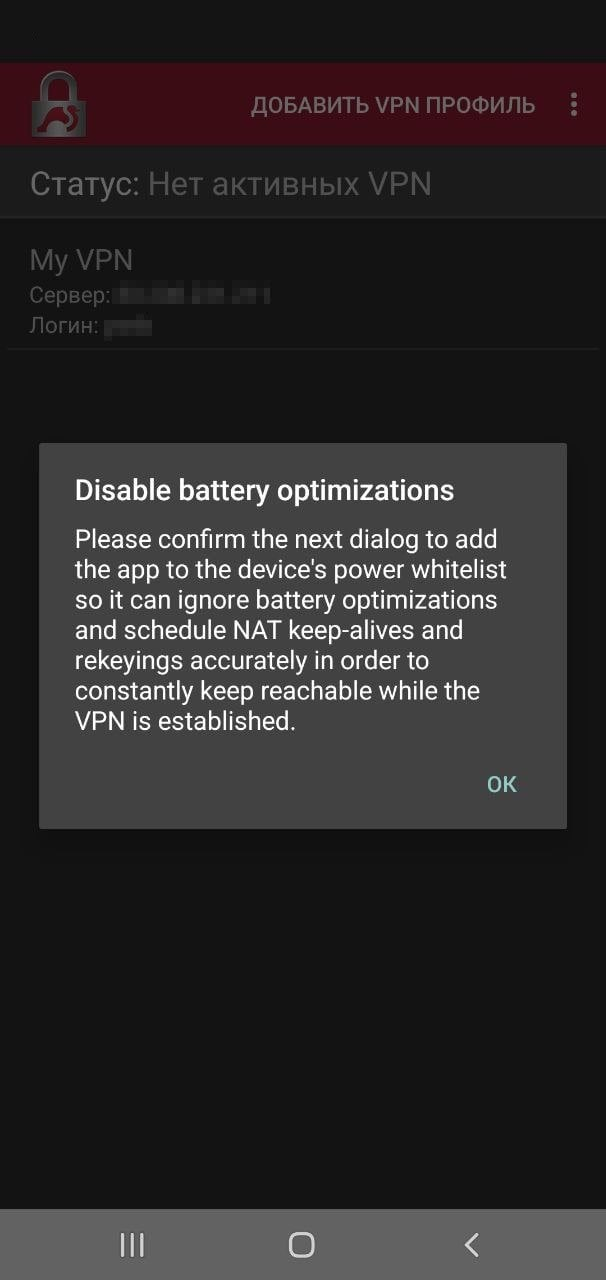 ДОБАВИТЬ VPN ПРОФИЛЬ
Статус: Нет активных VPN
My VPN
Сервер:
Логин:
Disable battery optimizations
Please confirm the next dialog to add
the app to the device's power whitelist
so it can ignore battery optimizations
and schedule NAT keep-alives and
rekeyings accurately in order to
constantly keep reachable while the
VPN is established.
OK